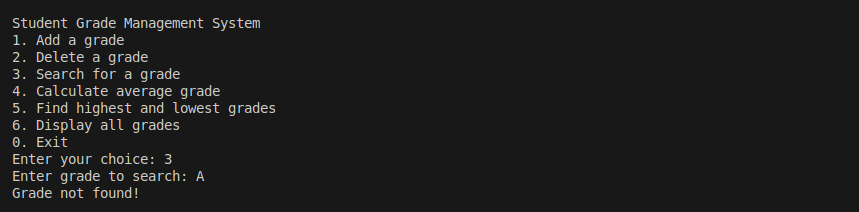 Student Grade Management System
1. Add a grade
2. Delete a grade
3. Search for a grade
4. Calculate average grade
5. Find highest and lowest grades
6. Display all grades
0. Exit
Enter your choice: 3
Enter grade to search: A
Grade not found!